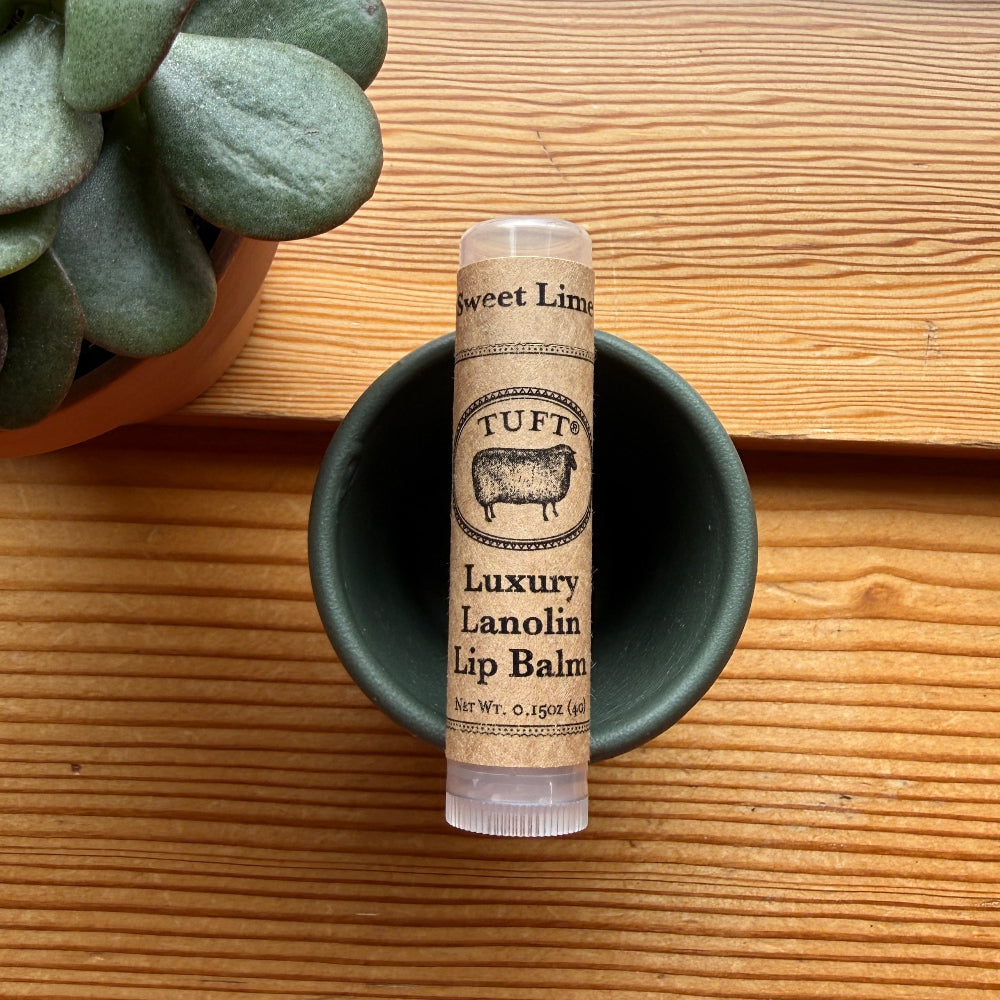 Sweet Lime
TUFT®
Luxury
Lanolin
Lip Balm
Net Wt. 0.15oz (4g)